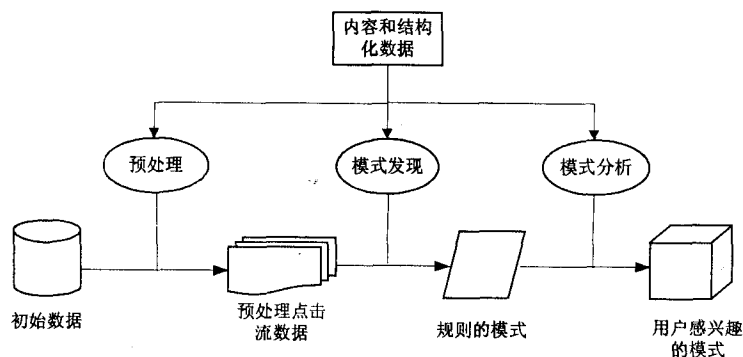 内容和结构
化数据
预处理
模式发现
模式分析
初始数据
预处理点击
流数据
规则的模式
用户感兴趣
的模式